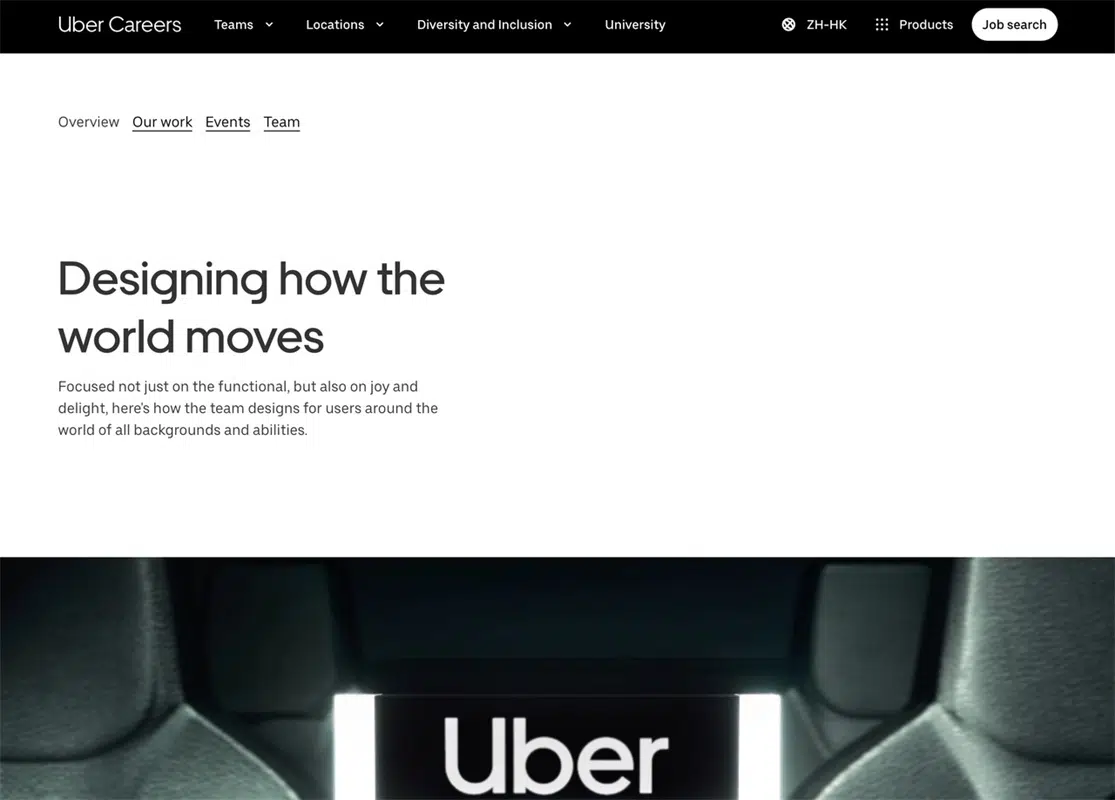 Uber Careers Teams Locations Diversity and Inclusion University ZH-HK Products Job search
Overview Our work Events Team
Designing how the
world moves
Focused not just on the functional, but also on joy and
delight, here's how the team designs for users around the
world of all backgrounds and abilities.
Uber